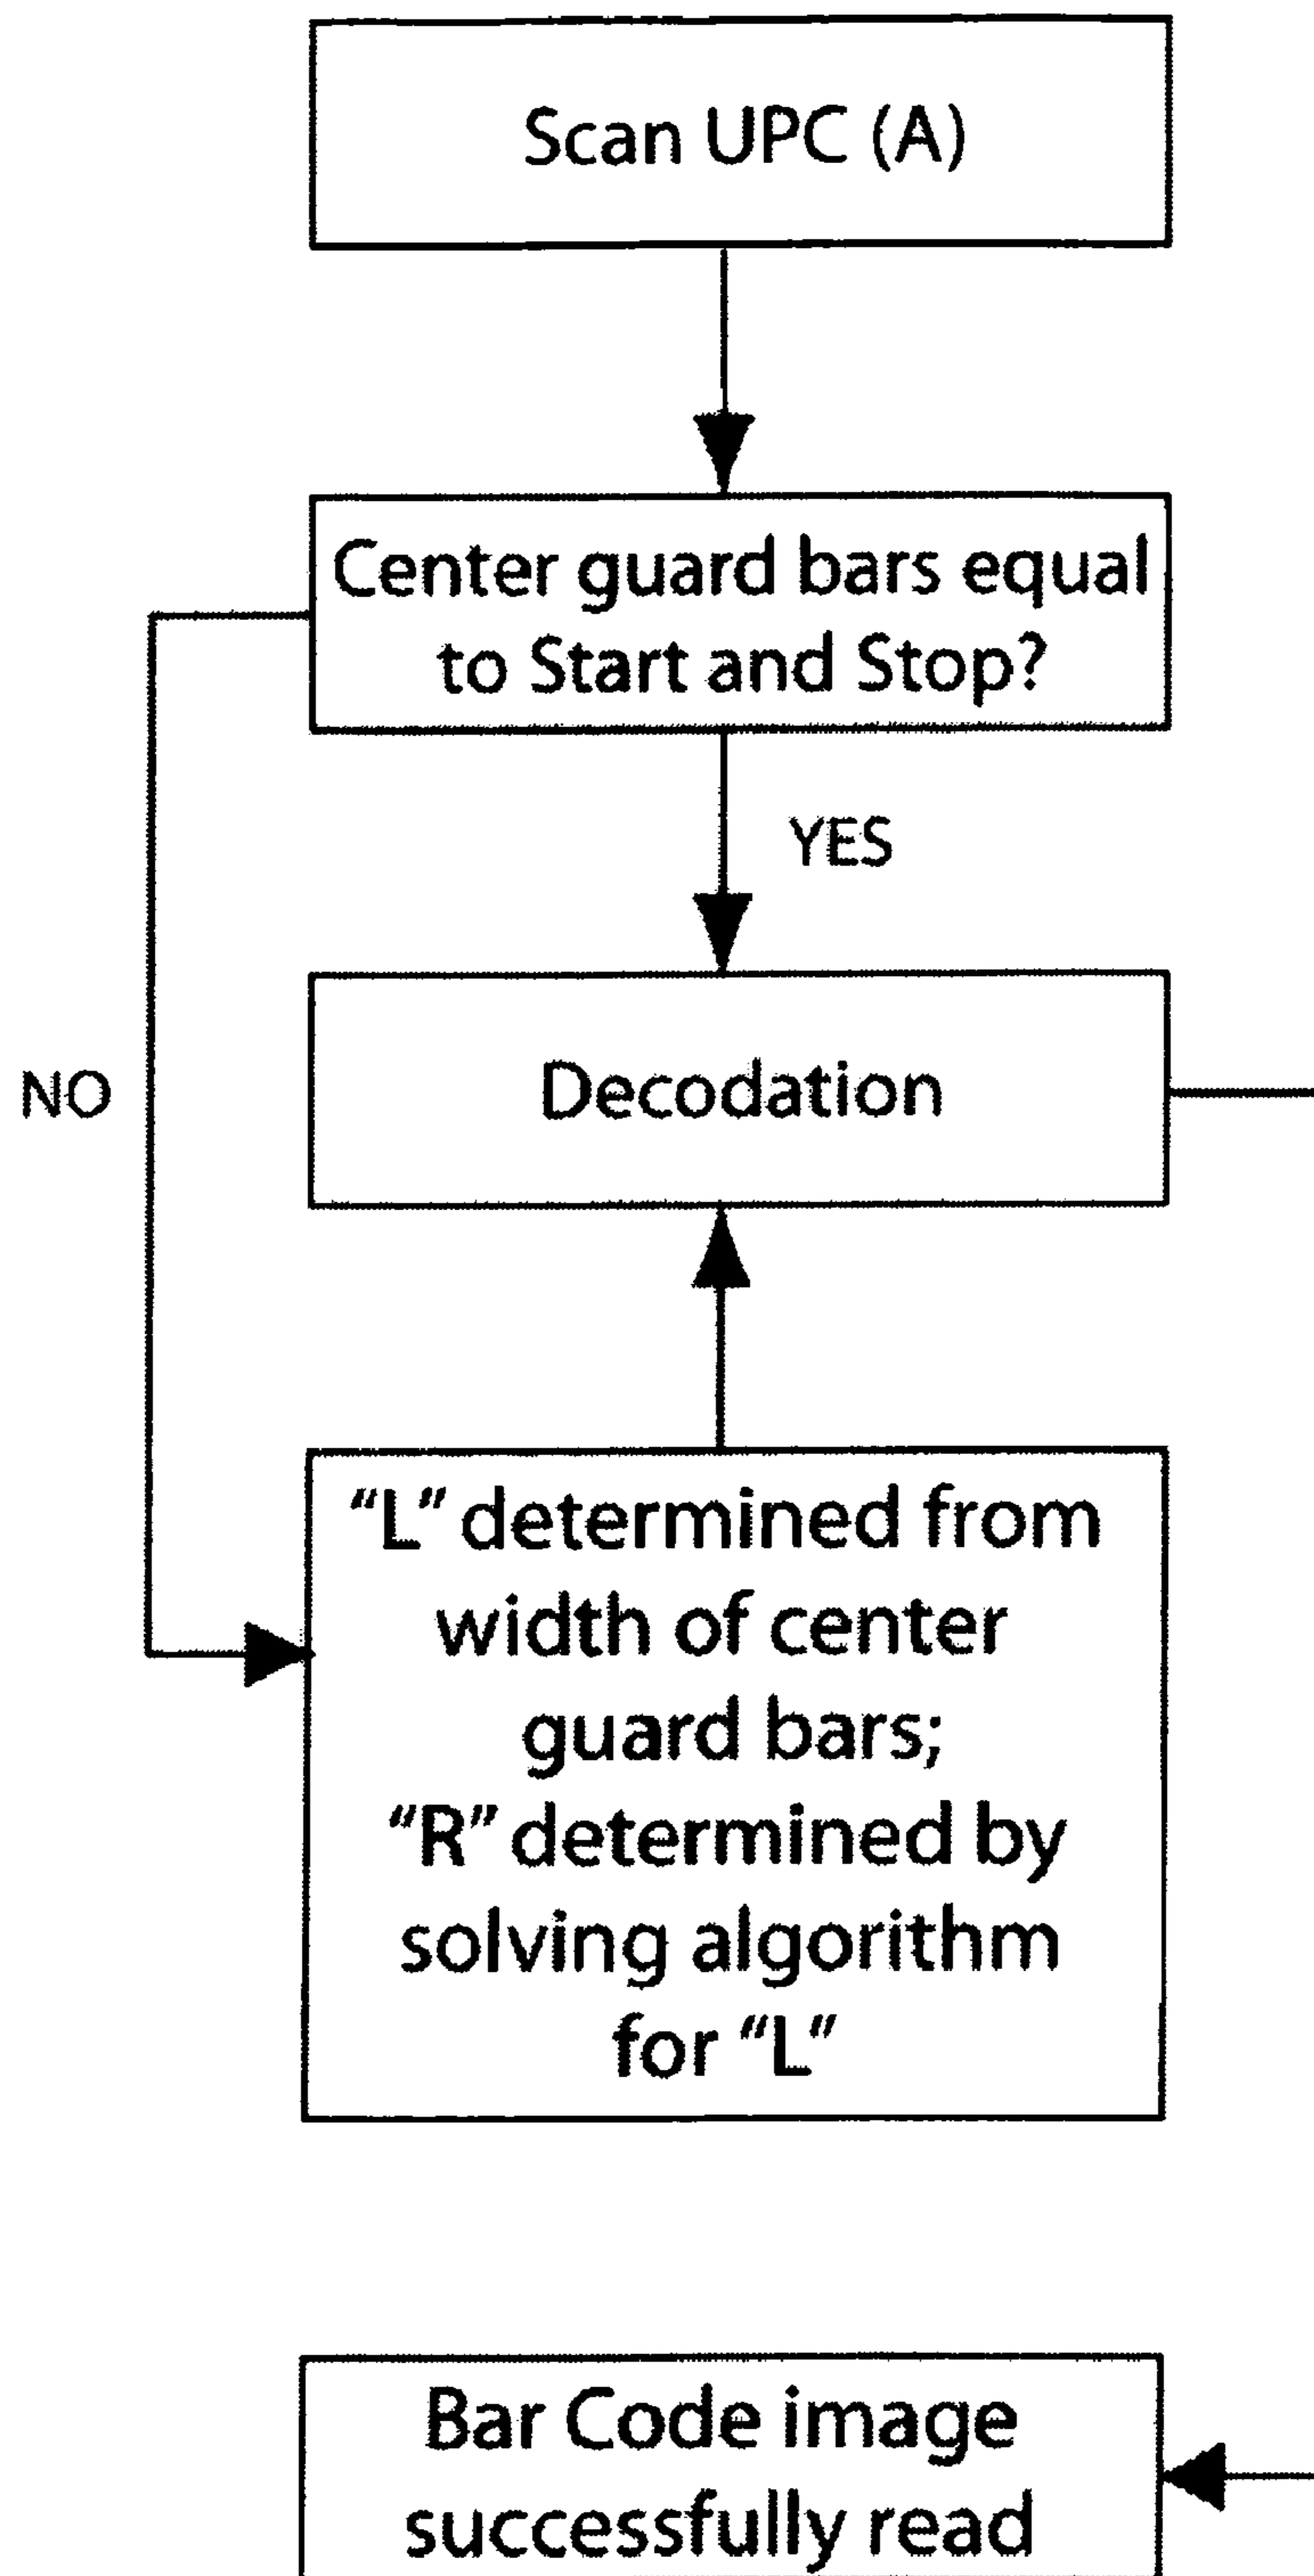 Scan UPC (A)
Center guard bars equal
to Start and Stop?
YES
Decodation
NO
“L” determined from
width of center
guard bars;
“R” determined by
solving algorithm
for “L”
Bar Code image
successfully read